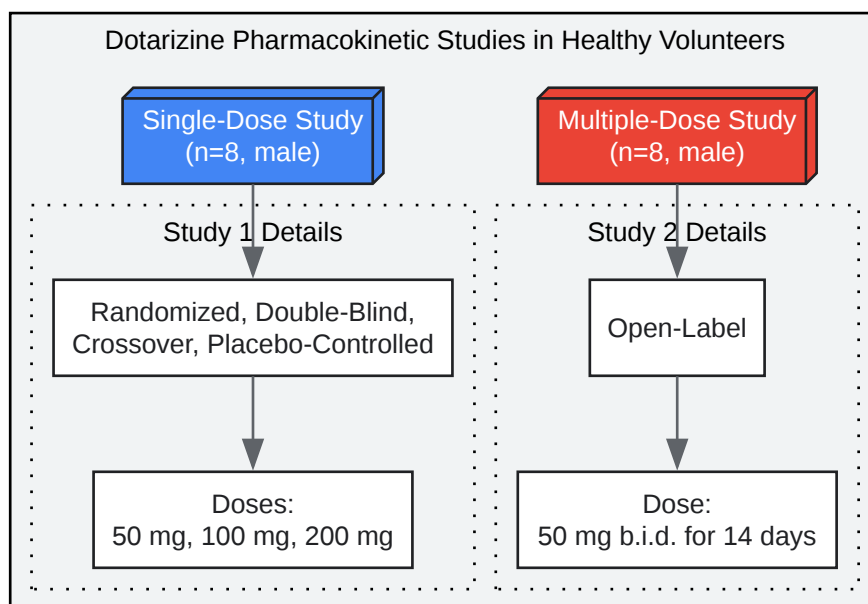 Dotarizine Pharmacokinetic Studies in Healthy Volunteers
Single-Dose Study
(n=8, male)
Multiple-Dose Study
(n=8, male)
Study 1 Details
Randomized, Double-Blind,
Crossover, Placebo-Controlled
Doses:
50 mg, 100 mg, 200 mg
Study 2 Details
Open-Label
Dose:
50 mg b.i.d. for 14 days